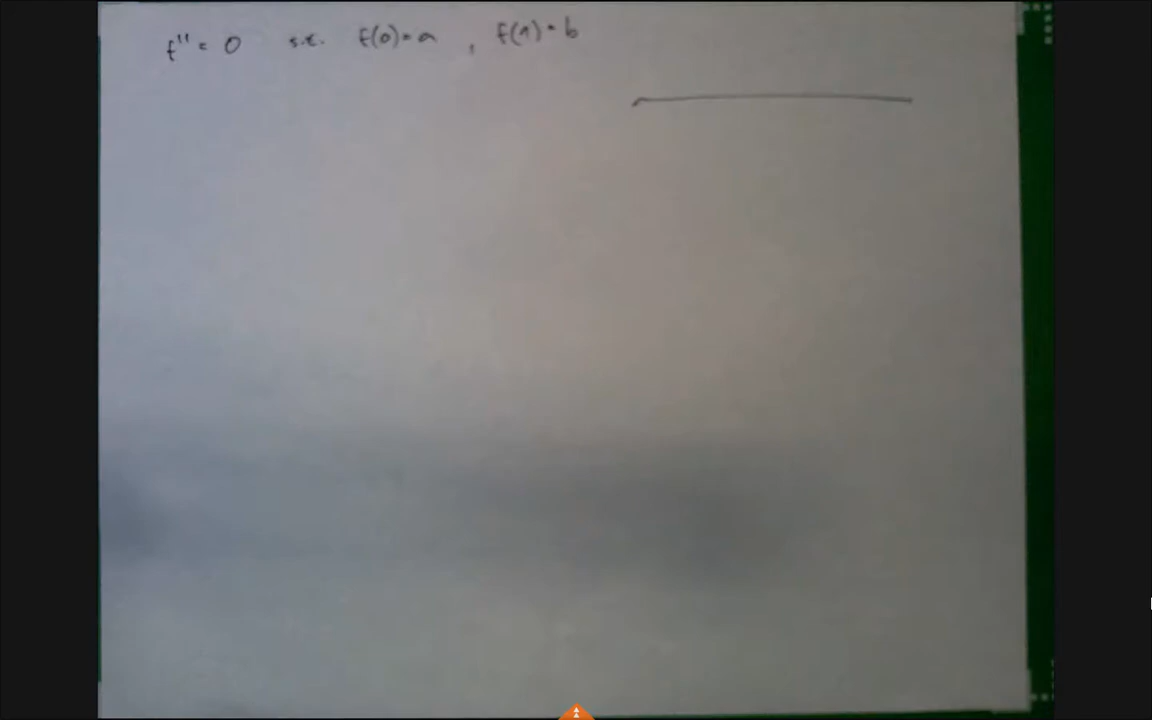 f'' = 0 s.t. f(0) = a , f(1) = b